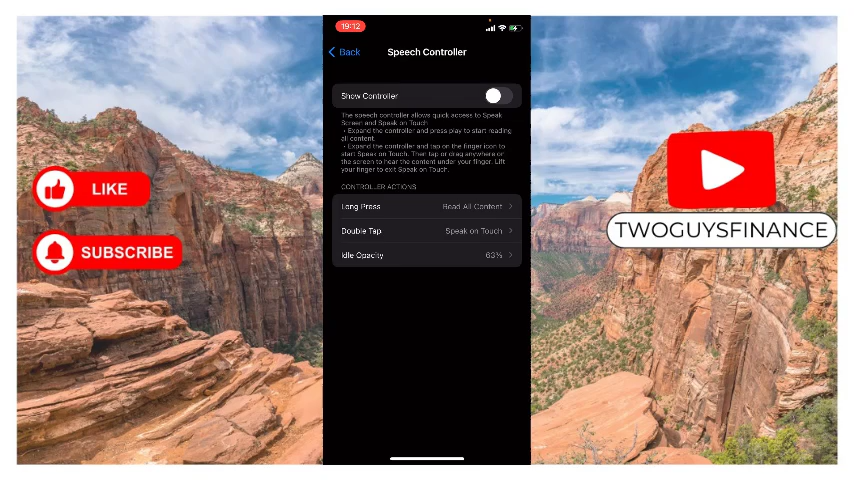 19:12
Back
Speech Controller
Show Controller
The speech controller allows quick access to Speak
Screen and Speak on Touch
• Expand the controller and press play to start reading
all content.
• Expand the controller and tap on the finger icon to
start Speak on Touch. Then tap or drag anywhere on
the screen to hear the content under your finger. Lift
your finger to exit Speak on Touch.
CONTROLLER ACTIONS
Long Press Read All Content
Double Tap Speak on Touch
Idle Opacity 63%
LIKE
SUBSCRIBE
TWOGUYSFINANCE